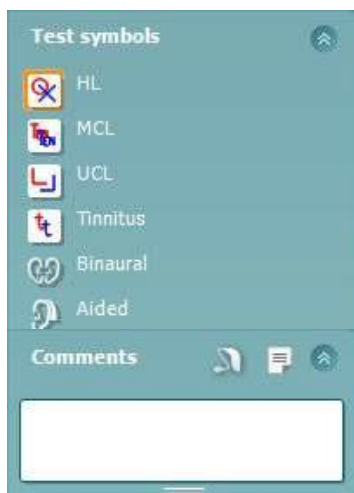 Test symbols
HL
MCL
UCL
Tinnitus
Binaural
Aided
Comments